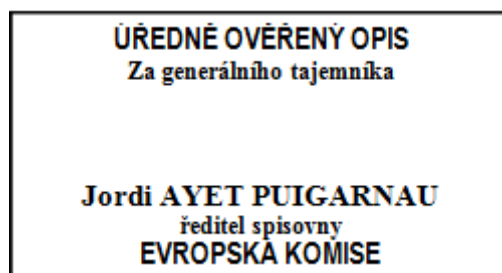 ÚŘEDNĚ OVĚŘENÝ OPIS
Za generálního tajemníka
Jordi AYET PUIGARNAU
ředitel spisovny
EVROPSKÁ KOMISE